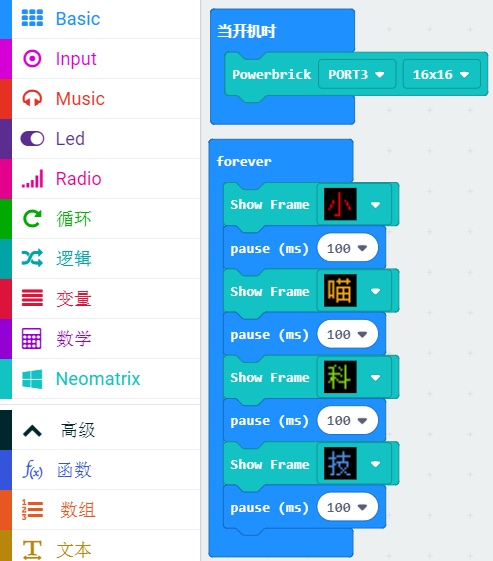 Basic
Input
Music
Led
Radio
循环
逻辑
变量
数学
Neomatrix
高级
函数
数组
文本
当开机时
Powerbrick PORT3 16x16
forever
Show Frame 小
pause (ms) 100
Show Frame 喵
pause (ms) 100
Show Frame 科
pause (ms) 100
Show Frame 技
pause (ms) 100